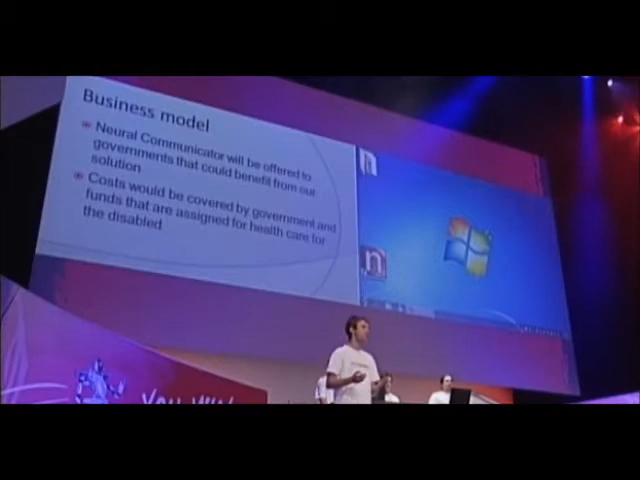 Business model
Neural Communicator will be offered to
governments that could benefit from our
solution
Costs would be covered by government and
funds that are assigned for health care for
the disabled
n
YOU